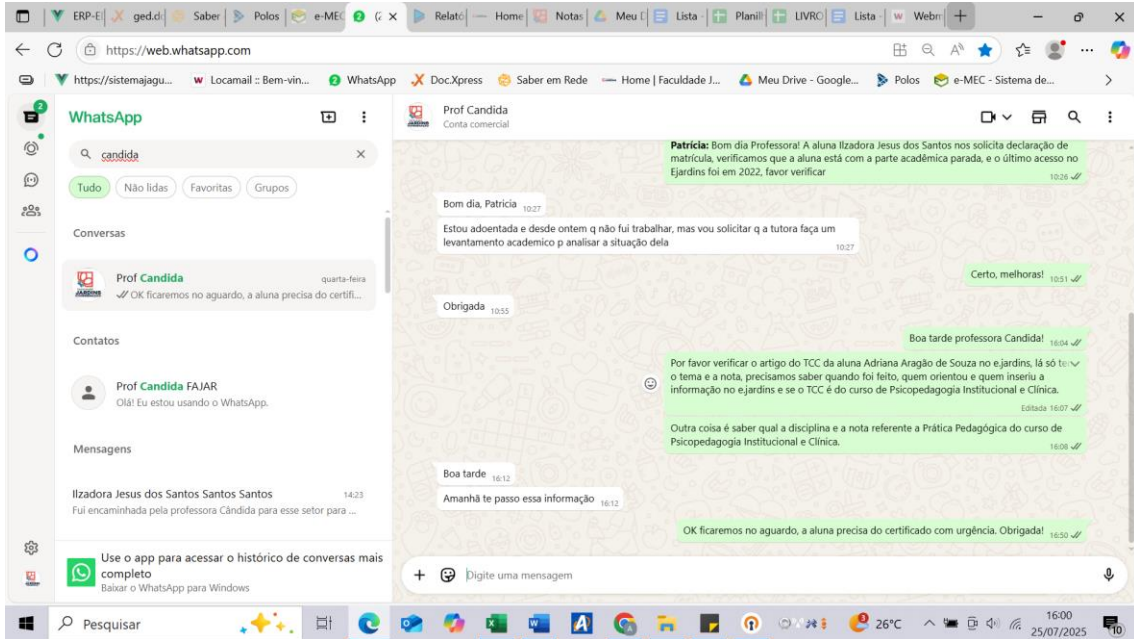 ERP-E
ged.d
Saber
Polos
e-MEC
Relató
Home
Notas
Meu
Lista -
Planil
LIVRO
Lista -
Webm
https://web.whatsapp.com
https://sistemajagu...
Locamail :: Bem-vin...
WhatsApp
Doc.Xpress
Saber em Rede
Home | Faculdade J...
Meu Drive - Google...
Polos
e-MEC - Sistema de...
2
WhatsApp
candida
Tudo
Não lidas
Favoritas
Grupos
Conversas
Prof Candida
quarta-feira
OK ficaremos no aguardo, a aluna precisa do certifi...
Contatos
Prof Candida FAJAR
Olá! Eu estou usando o WhatsApp.
Mensagens
Ilzadora Jesus dos Santos Santos Santos
14:23
Fui encaminhada pela professora Cândida para esse setor para ...
Use o app para acessar o histórico de conversas mais
completo
Baixar o WhatsApp para Windows
Prof Candida
Conta comercial
Patrícia: Bom dia Professora! A aluna Ilzadora Jesus dos Santos nos solicita declaração de
matrícula, verificamos que a aluna está com a parte acadêmica parada, e o último acesso no
Ejardins foi em 2022, favor verificar
10:26
Bom dia, Patricia 10:27
Estou adoentada e desde ontem q não fui trabalhar, mas vou solicitar q a tutora faça um
levantamento academico p analisar a situação dela
10:27
Certo, melhoras! 10:51
Obrigada 10:55
Boa tarde professora Candida! 16:04
Por favor verificar o artigo do TCC da aluna Adriana Aragão de Souza no e.jardins, lá só
o tema e a nota, precisamos saber quando foi feito, quem orientou e quem inseriu a
informação no e.jardins e se o TCC é do curso de Psicopedagogia Institucional e Clínica.
Editada 16:07
Outra coisa é saber qual a disciplina e a nota referente a Prática Pedagógica do curso de
Psicopedagogia Institucional e Clínica.
16:08
Boa tarde 16:12
Amanhã te passo essa informação 16:12
OK ficaremos no aguardo, a aluna precisa do certificado com urgência. Obrigada! 16:50
Digite uma mensagem
Pesquisar
26°C
16:00
25/07/2025